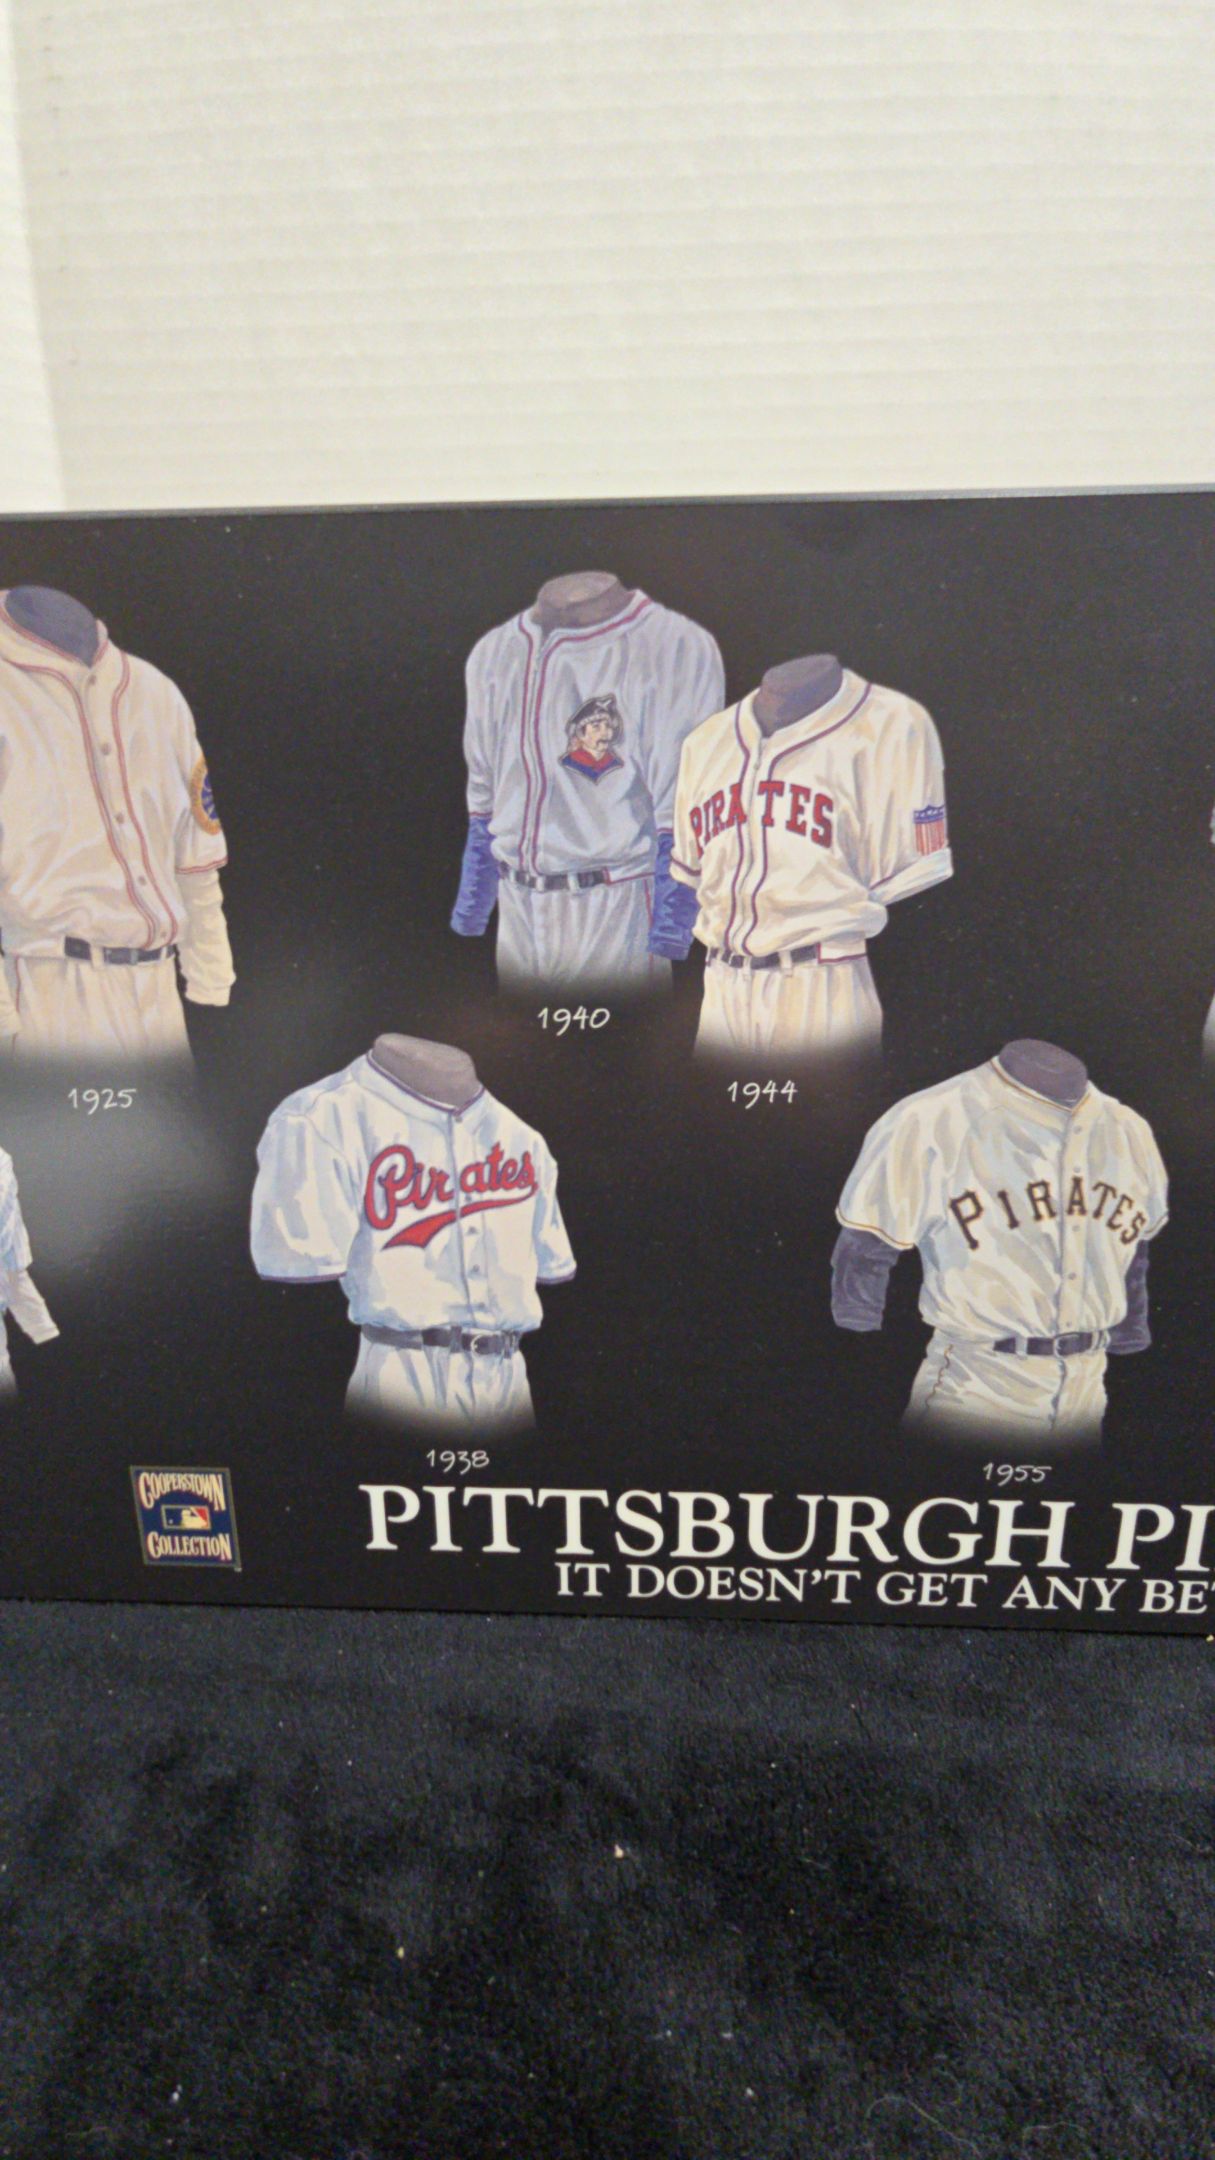 PIRATES
1940
1925
1944
Pirates
PIRATES
1938
1955
COOPERSTOWN
COLLECTION
PITTSBURGH PI
IT DOESN'T GET ANY BE